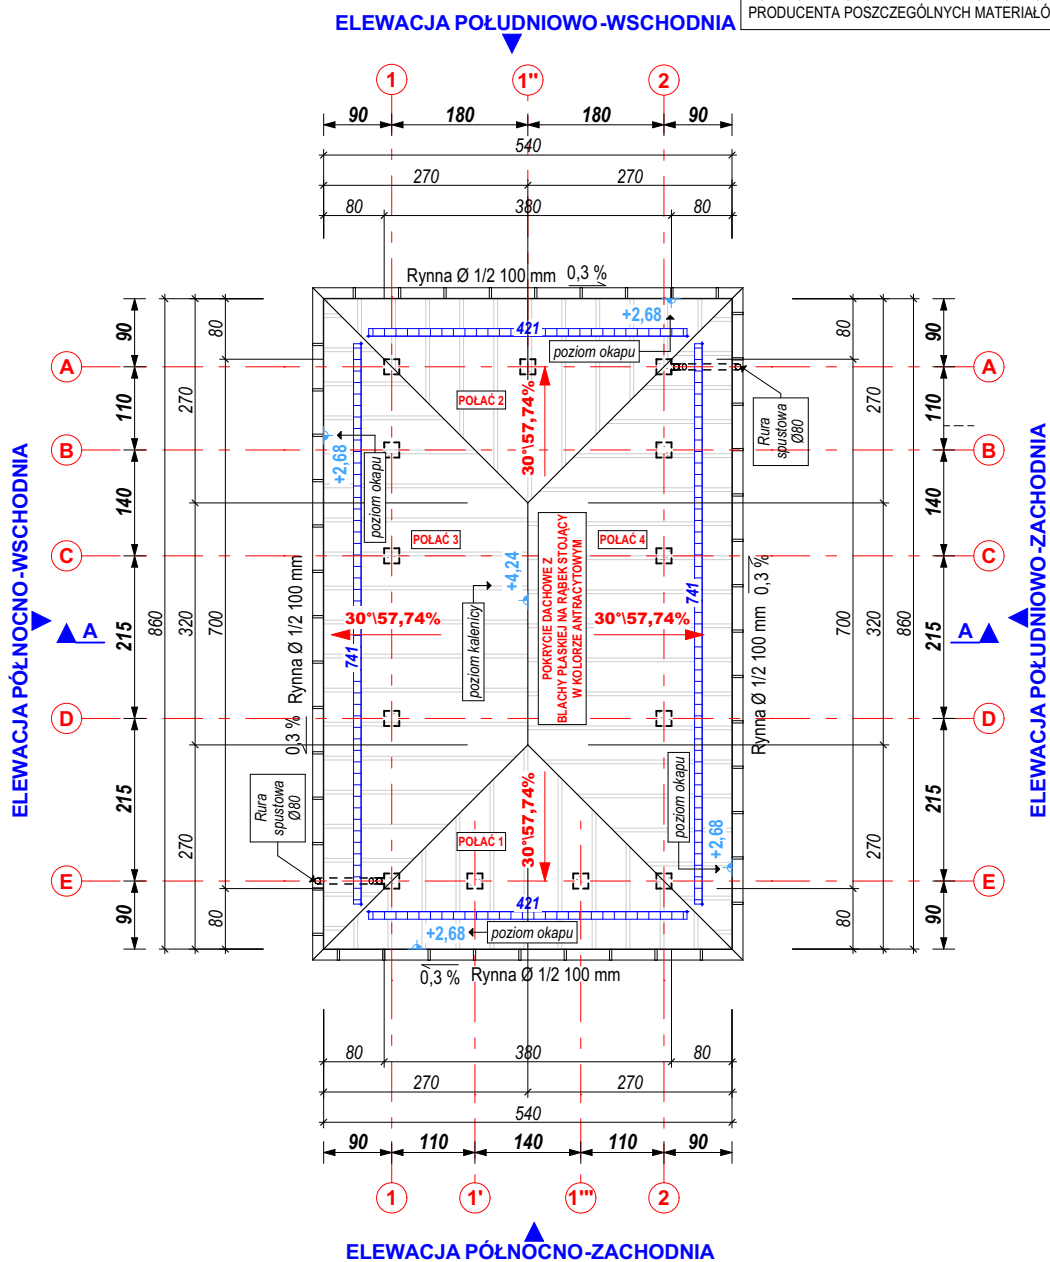 PRODUCENTA POSZCZEGÓLNYCH MATERIAŁÓ
ELEWACJA POŁUDNIOWO-WSCHODNIA
1
1"
2
90
180
180
90
540
270
270
80
380
80
Rynna Ø 1/2 100 mm
0,3 %
+2,68
421
poziom okapu
A
A
B
B
C
C
D
D
E
E
90
110
140
215
215
90
80
270
700
320
860
270
80
90
110
140
215
215
90
80
270
700
320
860
270
80
POŁAĆ 2
30°\57,74%
Rura
spustowa
Ø80
+2,68
poziom okapu
POŁAĆ 3
POŁAĆ 4
+4,24
poziom kalenicy
POKRYCIE DACHOWE Z
BLACHY PŁASKIEJ NA RĄBEK STOJĄCY
W KOLORZE ANTRACYTOWYM
30°\57,74%
30°\57,74%
741
741
0,3 %
Rynna Ø 1/2 100 mm
Rynna Ø 1/2 100 mm
0,3 %
ELEWACJA PÓŁNOCNO-WSCHODNIA
A
A
ELEWACJA POŁUDNIOWO-ZACHODNIA
Rura
spustowa
Ø80
POŁAĆ 1
30°\57,74%
poziom okapu
+2,68
421
+2,68
poziom okapu
0,3 %
Rynna Ø 1/2 100 mm
80
380
80
270
270
540
90
110
140
110
90
1
1'
1'''
2
ELEWACJA PÓŁNOCNO-ZACHODNIA